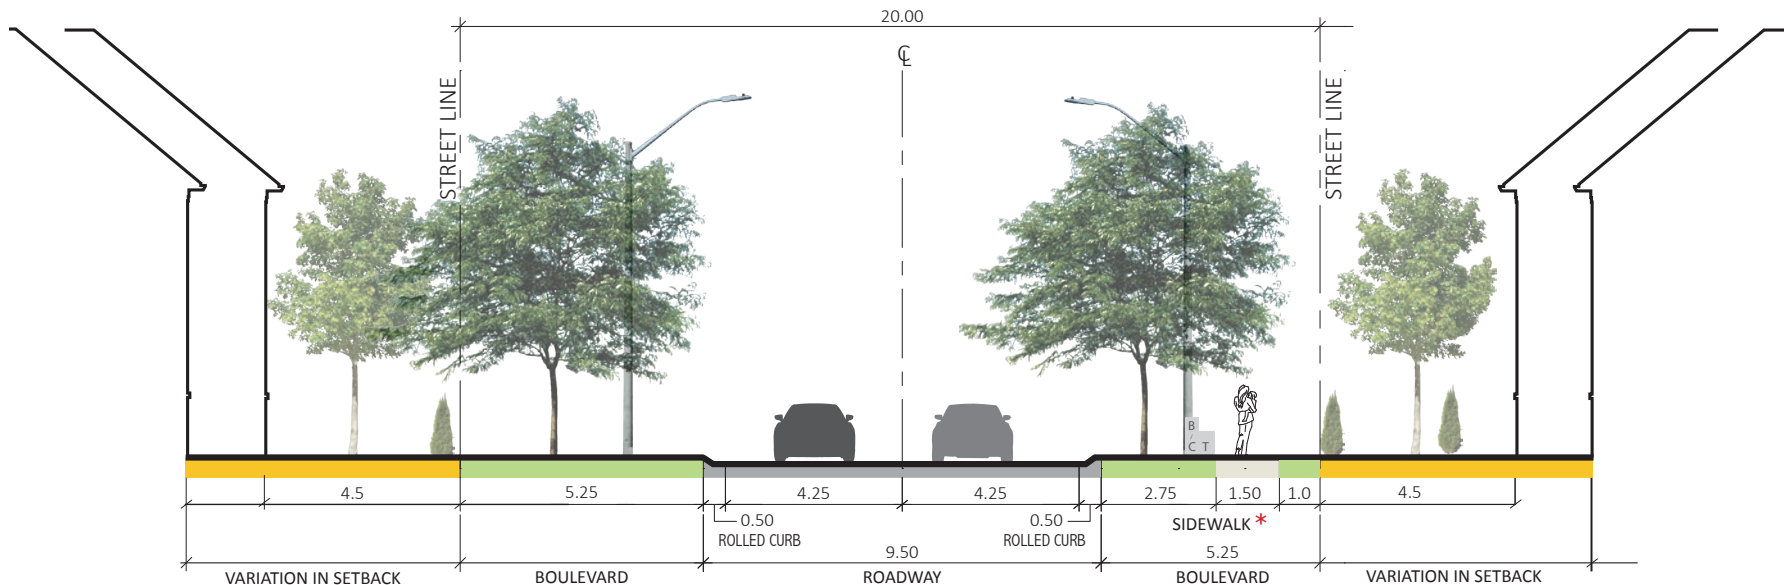 20.00
℄
STREET LINE
STREET LINE
B
/
C T
4.5
5.25
4.25
4.25
2.75
1.50
1.0
4.5
0.50
ROLLED CURB
0.50
ROLLED CURB
SIDEWALK *
9.50
5.25
VARIATION IN SETBACK
BOULEVARD
ROADWAY
BOULEVARD
VARIATION IN SETBACK